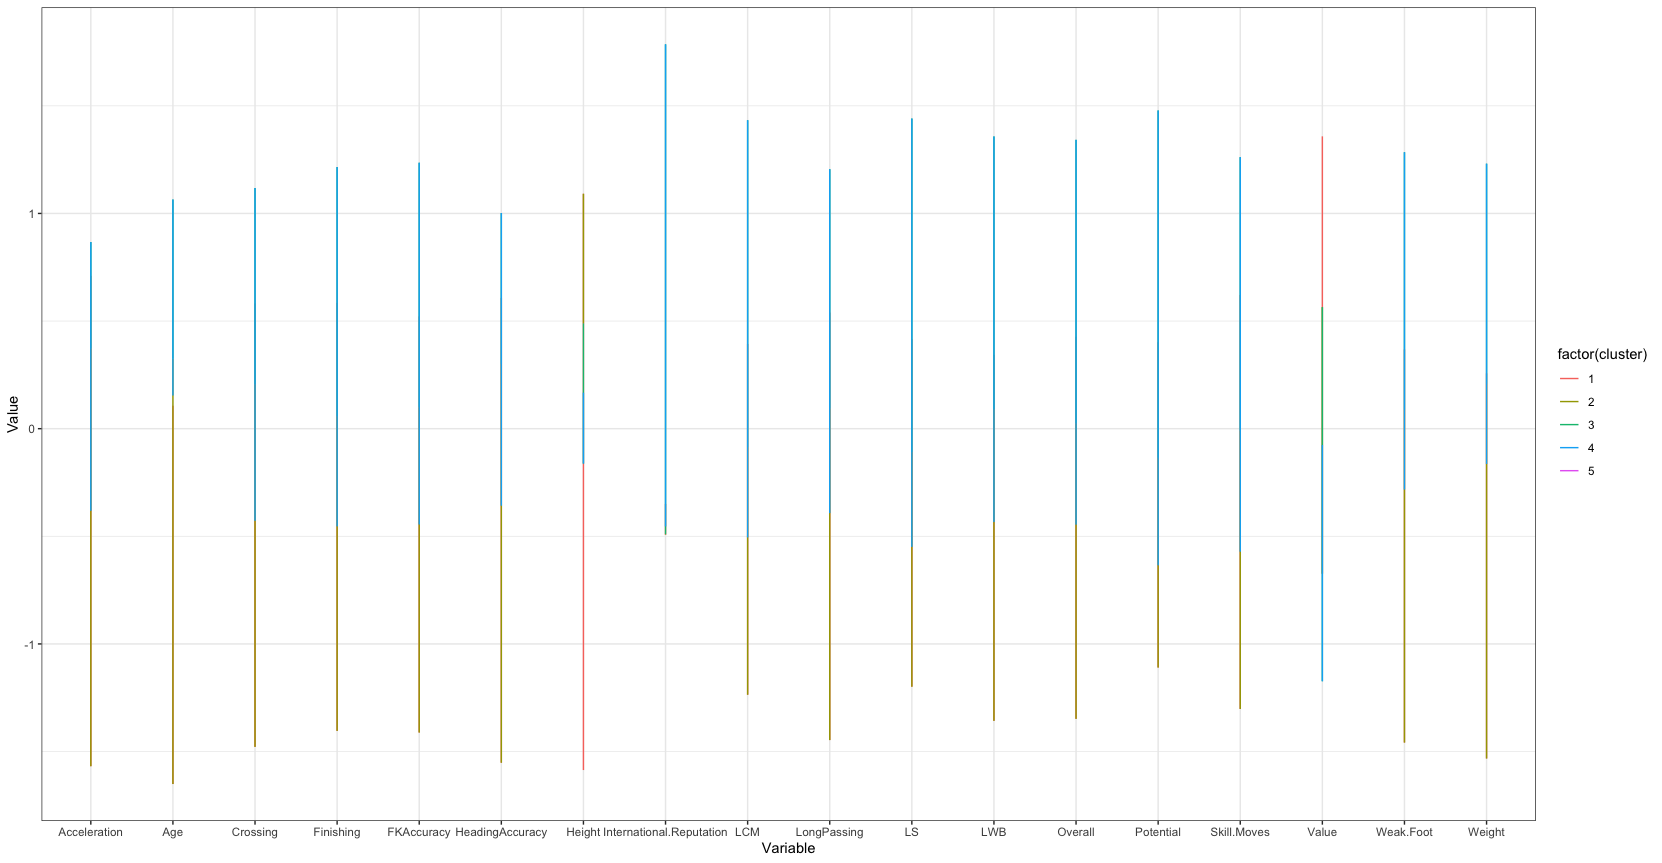 Value
1
0
-1
Acceleration Age Crossing Finishing FKAccuracy HeadingAccuracy Height International.Reputation LCM LongPassing LS LWB Overall Potential Skill.Moves Value Weak.Foot Weight
Variable
factor(cluster)
1
2
3
4
5